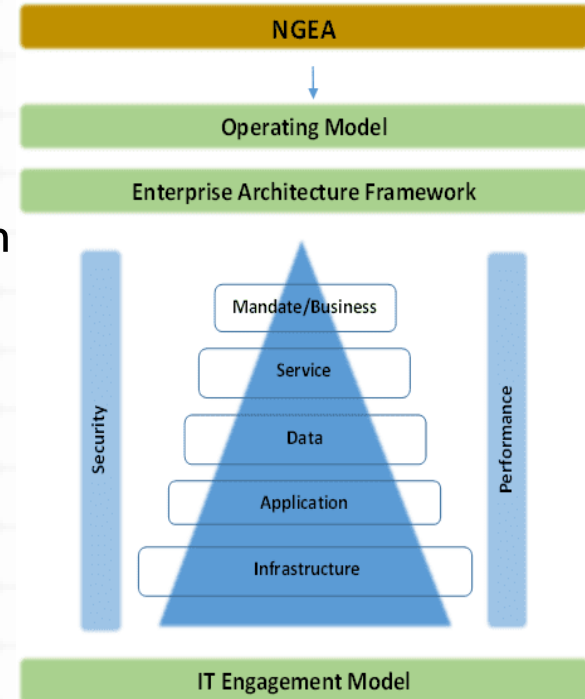 NGEA
Operating Model
Enterprise Architecture Framework
n
Mandate/Business
Service
Data
Application
Infrastructure
Security
Performance
IT Engagement Model